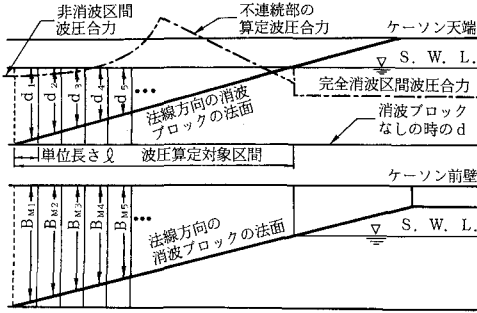 非消波区間
波圧合力
不連続部の
算定波圧合力
ケーソン天端
S. W. L.
完全消波区間波圧合力
d1
d2
d3
d4
d5
•••
法線方向の消波
ブロックの法面
消波ブロック
なしの時のd
単位長さℓ
波圧算定対象区間
ケーソン前壁
BM1
BM2
BM3
BM4
BM5
•••
法線方向の
消波ブロックの法面
S. W. L.